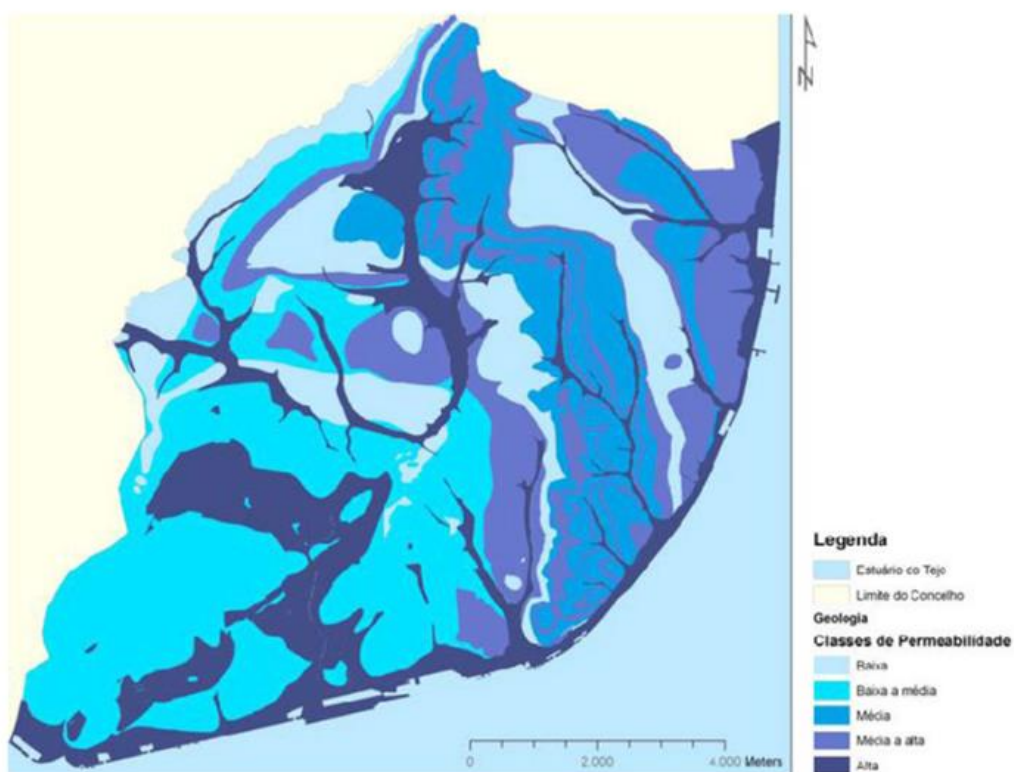 N
Legenda
Estuário co Tejo
Limite do Concelho
Geologia
Classes de Permeabilidade
Baixa
Baixa a média
Média
Média a alta
Alta
0 2.000 4.000 Meters